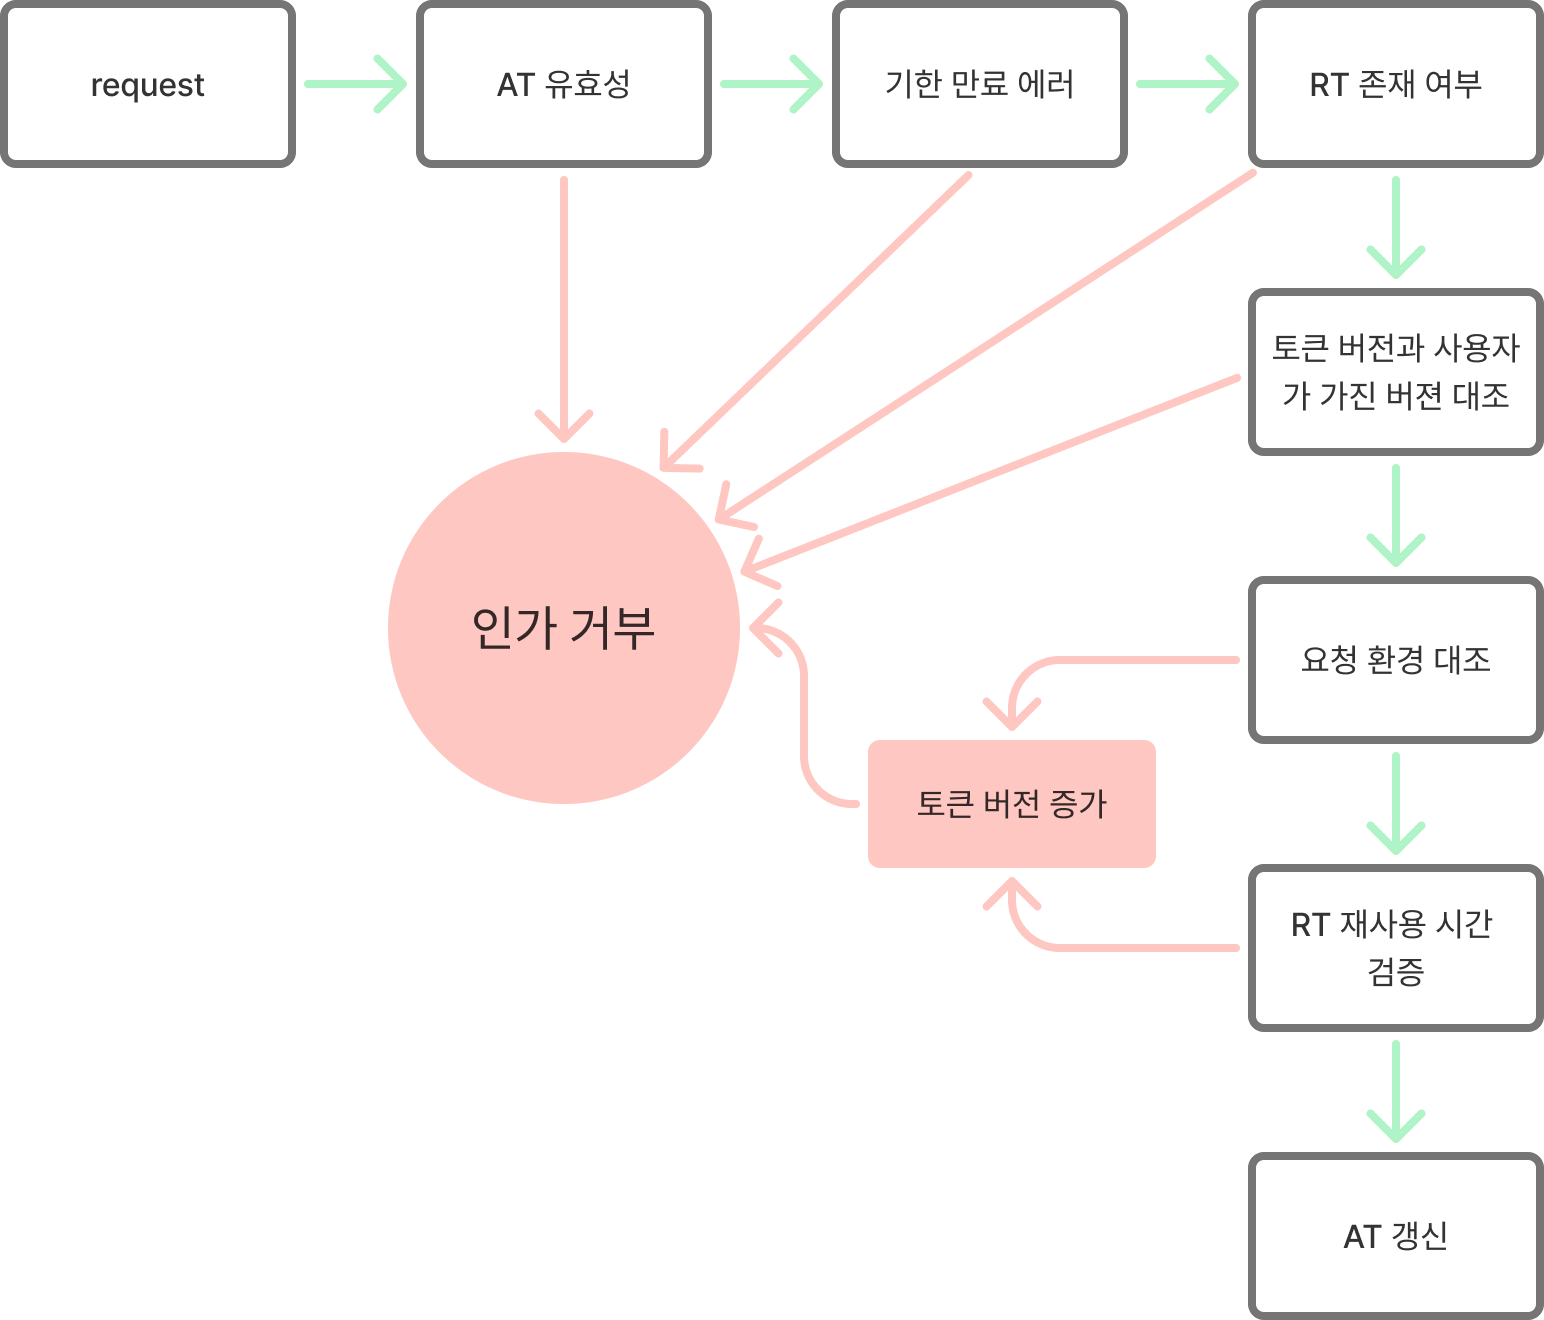 request
AT 유효성
기한 만료 에러
RT 존재 여부
토큰 버전과 사용자
가 가진 버젼 대조
인가 거부
요청 환경 대조
토큰 버전 증가
RT 재사용 시간
검증
AT 갱신